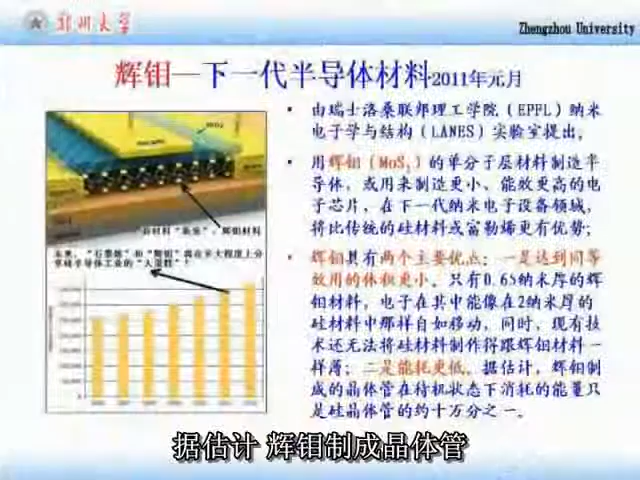 郑州大学
Zhengzhou University
辉钼—下一代半导体材料2011年元月
• 由瑞士洛桑联邦理工学院（EPFL）纳米
电子学与结构（LANES）实验室提出。
• 用辉钼（MoS2）的单分子层材料制造半
导体，或用来制造更小、能效更高的电
子芯片，在下一代纳米电子设备领域，
将比传统的硅材料或富勒烯更有优势；
• 辉钼具有两个主要优点：一是达到同等
效用的体积更小。只有0.65纳米厚的辉
钼材料，电子在其中能像在2纳米厚的
硅材料中那样自如移动，同时，现有技
术还无法将硅材料制作得跟辉钼材料一
样薄；二是能耗更低。据估计，辉钼制
成的晶体管在待机状态下消耗的能量只
是硅晶体管的约十万分之一。
辉钼材料
未来，"石墨烯"和"辉钼"将在半大程度上分
享硅半导体工业的
据估计 辉钼制成晶体管